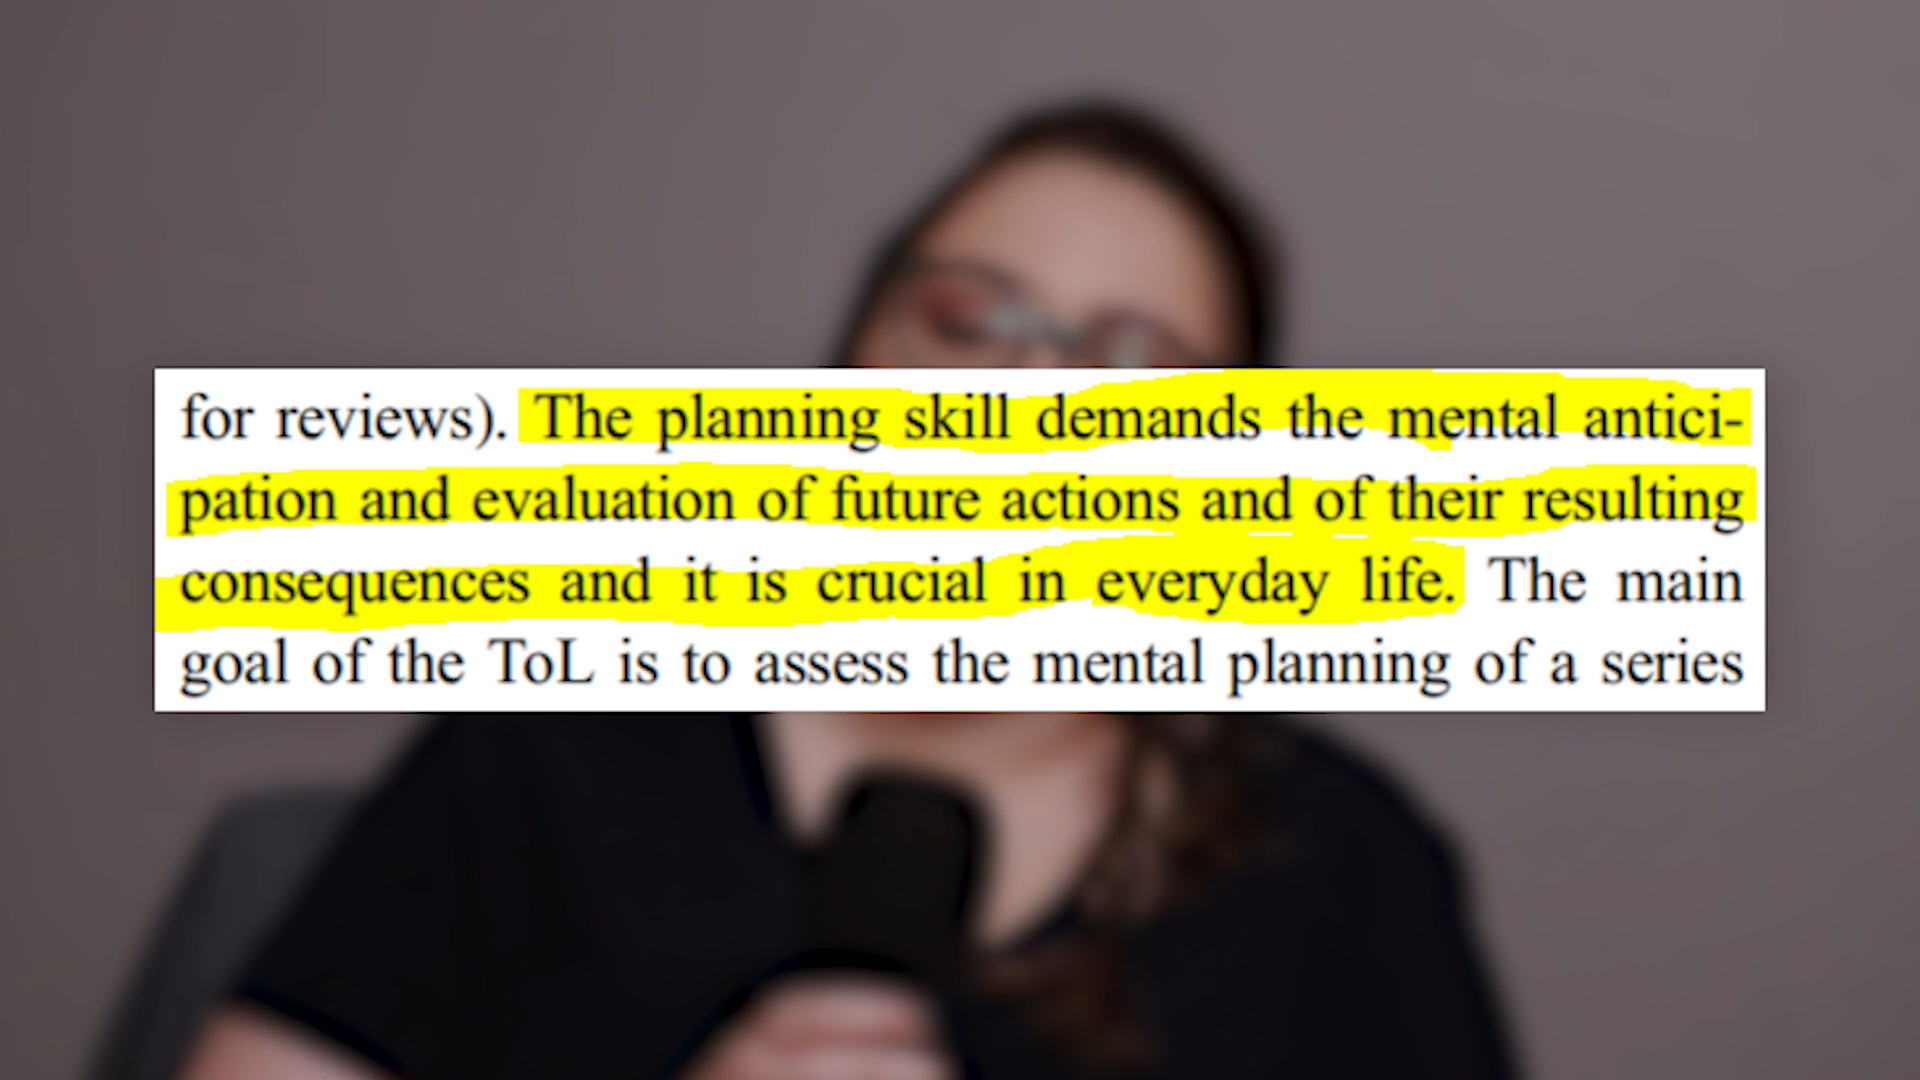 for reviews). The planning skill demands the mental antici-
pation and evaluation of future actions and of their resulting
consequences and it is crucial in everyday life. The main
goal of the ToL is to assess the mental planning of a series